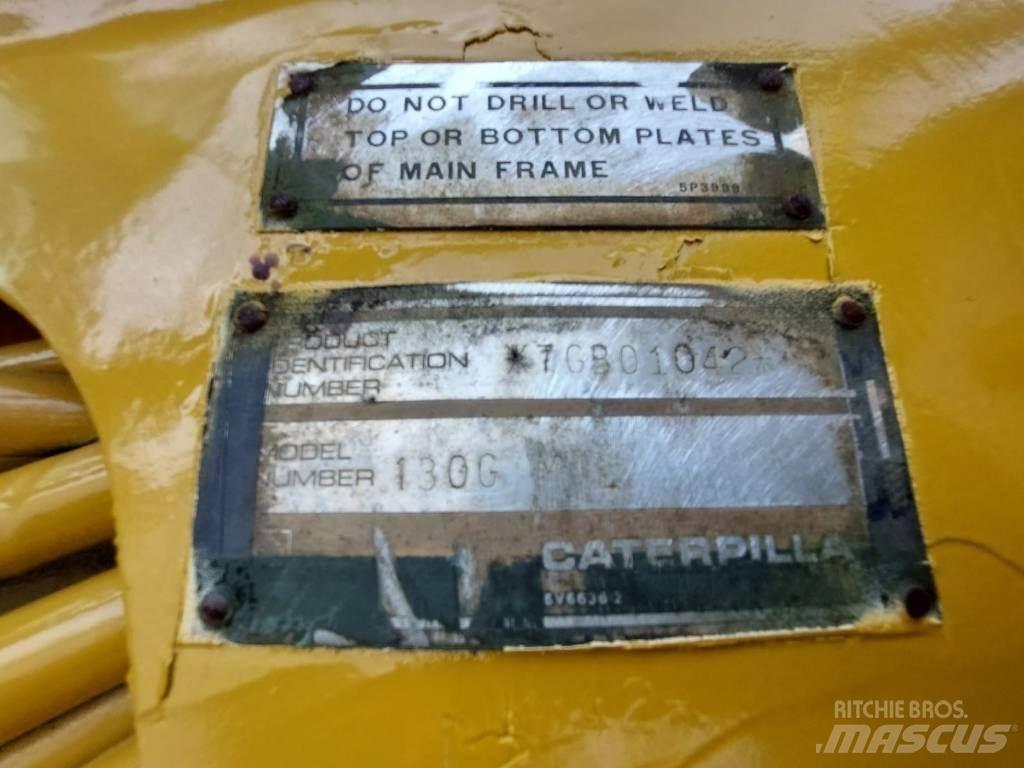 DO NOT DRILL OR WELD
TOP OR BOTTOM PLATES
OF MAIN FRAME
5P3999
PRODUCT
IDENTIFICATION
NUMBER
*7GB01042*
MODEL
NUMBER 130G
CATERPILLA
RITCHIE BROS.
MASCUS